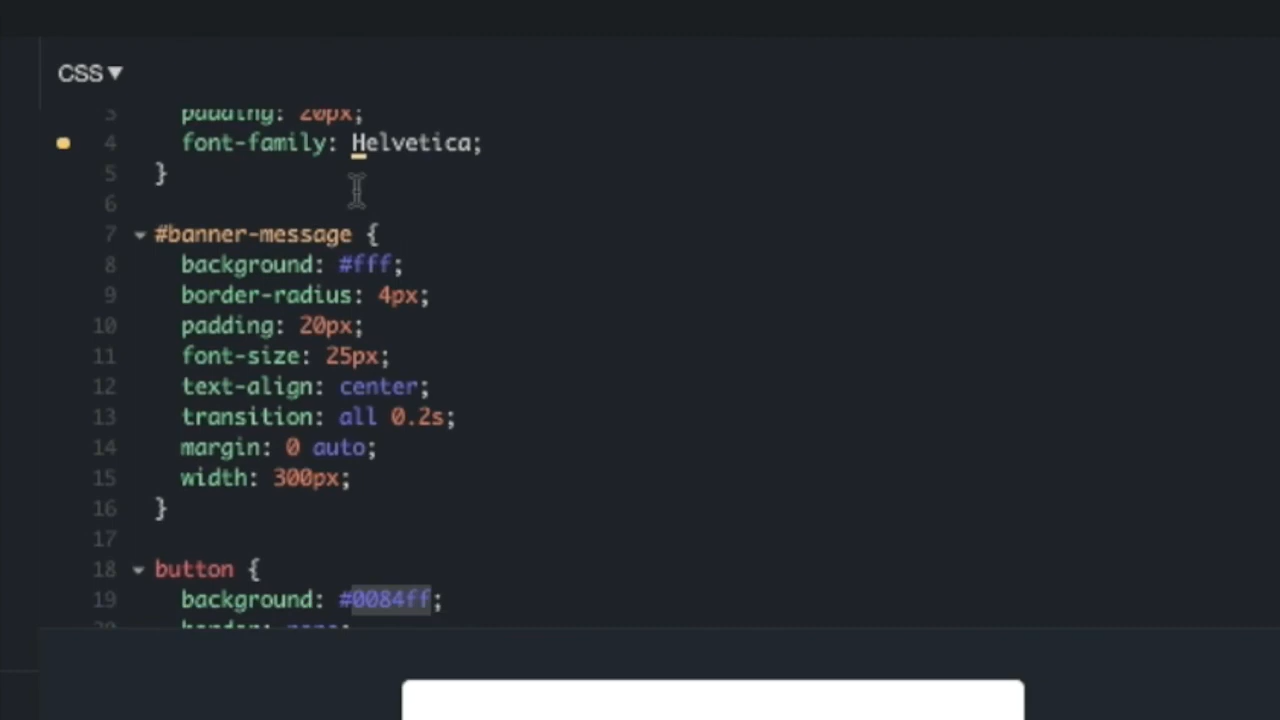 CSS▼
3 padding: 20px;
4 font-family: Helvetica;
5 }
6
7 #banner-message {
8 background: #fff;
9 border-radius: 4px;
10 padding: 20px;
11 font-size: 25px;
12 text-align: center;
13 transition: all 0.2s;
14 margin: 0 auto;
15 width: 300px;
16 }
17
18 button {
19 background: #0084ff;
20 border: none;